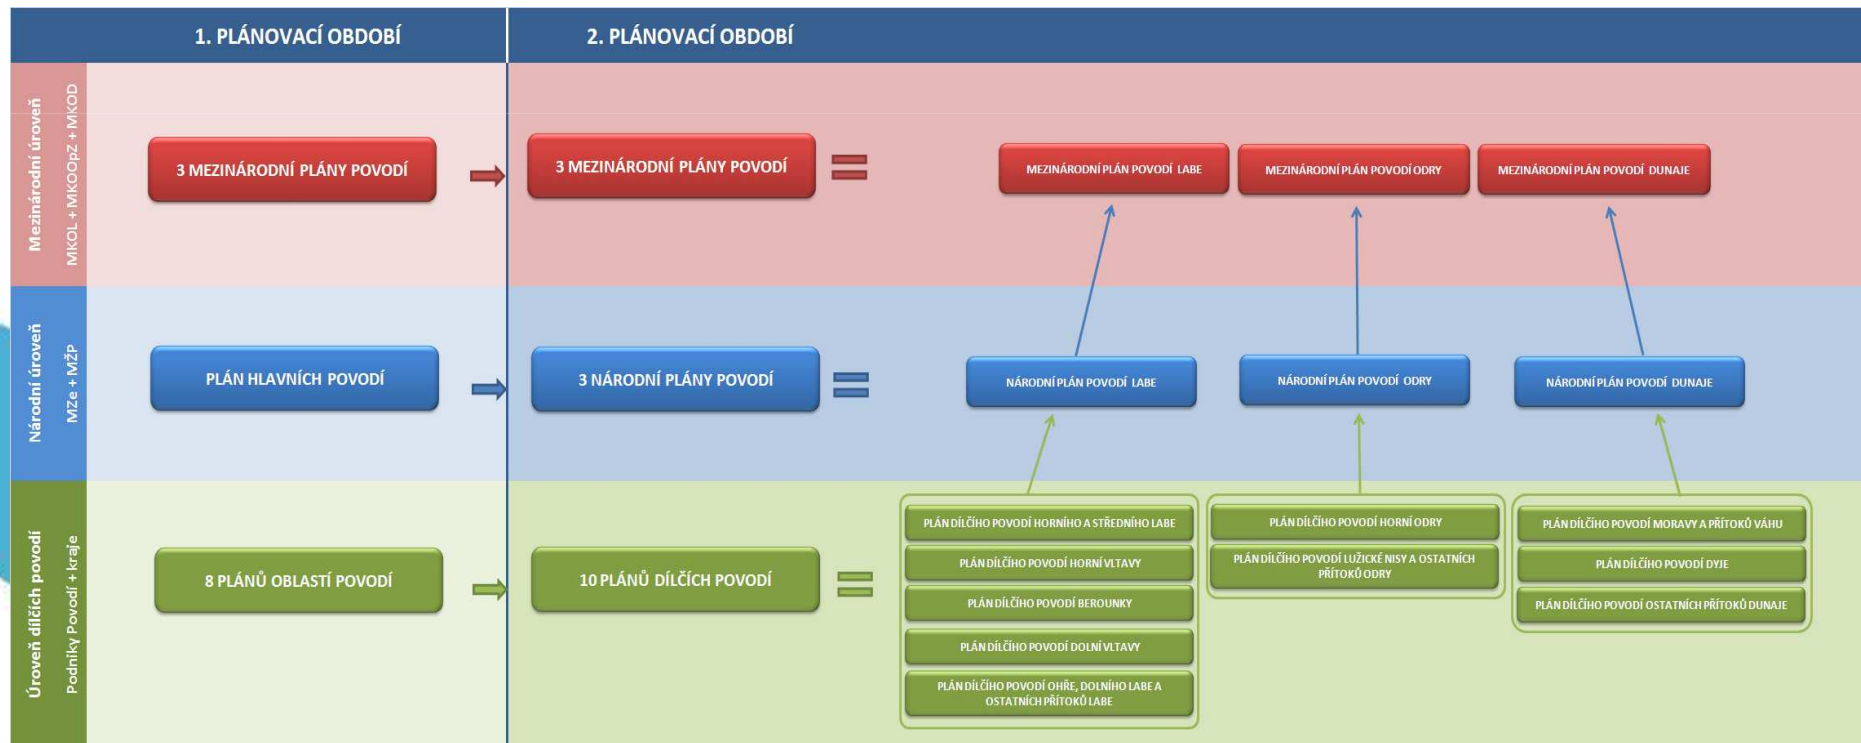 1. PLÁNOVACÍ OBDOBÍ
2. PLÁNOVACÍ OBDOBÍ
Mezinárodní úroveň
MKOL + MKOOpZ + MKOD
3 MEZINÁRODNÍ PLÁNY POVODÍ
3 MEZINÁRODNÍ PLÁNY POVODÍ
MEZINÁRODNÍ PLÁN POVODÍ LABE
MEZINÁRODNÍ PLÁN POVODÍ ODRY
MEZINÁRODNÍ PLÁN POVODÍ DUNAJE
Národní úroveň
MZe + MŽP
PLÁN HLAVNÍCH POVODÍ
3 NÁRODNÍ PLÁNY POVODÍ
NÁRODNÍ PLÁN POVODÍ LABE
NÁRODNÍ PLÁN POVODÍ ODRY
NÁRODNÍ PLÁN POVODÍ DUNAJE
Úroveň dílčích povodí
Podniky Povodí + kraje
8 PLÁNŮ OBLASTÍ POVODÍ
10 PLÁNŮ DÍLČÍCH POVODÍ
PLÁN DÍLČÍHO POVODÍ HORNÍHO A STŘEDNÍHO LABE
PLÁN DÍLČÍHO POVODÍ HORNÍ VLTAVY
PLÁN DÍLČÍHO POVODÍ BEROUNKY
PLÁN DÍLČÍHO POVODÍ DOLNÍ VLTAVY
PLÁN DÍLČÍHO POVODÍ OHŘE, DOLNÍHO LABE A
OSTATNÍCH PŘÍTOKŮ LABE
PLÁN DÍLČÍHO POVODÍ HORNÍ ODRY
PLÁN DÍLČÍHO POVODÍ LUŽICKÉ NISY A OSTATNÍCH
PŘÍTOKŮ ODRY
PLÁN DÍLČÍHO POVODÍ MORAVY A PŘÍTOKŮ VÁHU
PLÁN DÍLČÍHO POVODÍ DYJE
PLÁN DÍLČÍHO POVODÍ OSTATNÍCH PŘÍTOKŮ DUNAJE